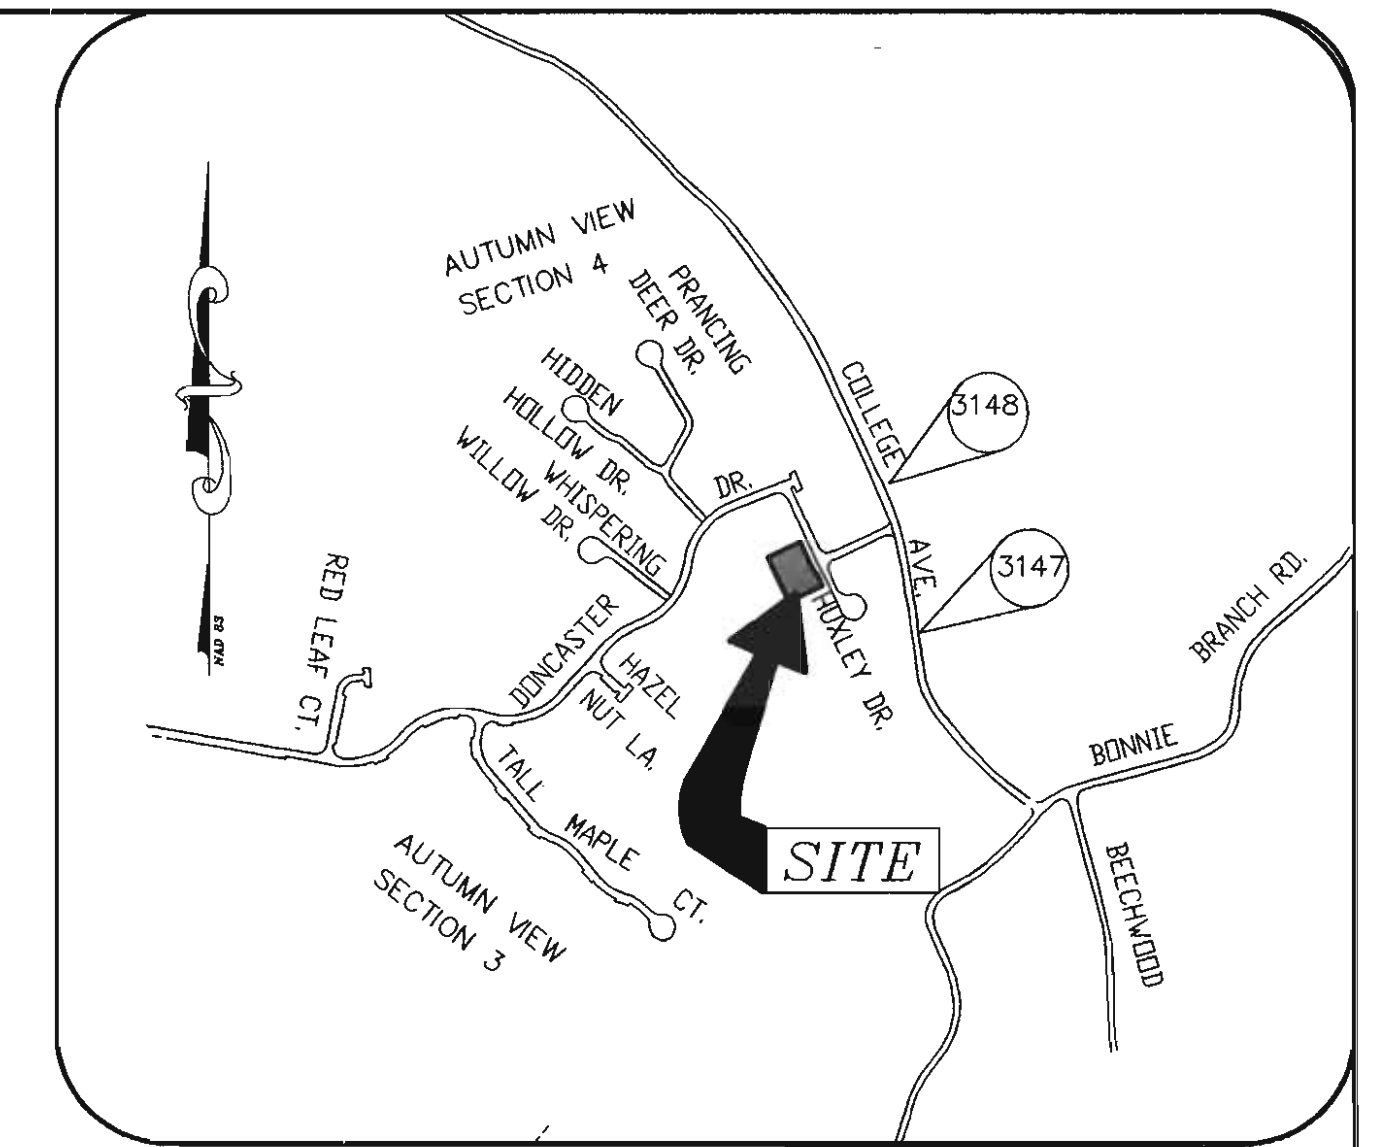 AUTUMN VIEW
SECTION 4
PRANCING
DEER DR.
HIDDEN
HOLLOW DR.
WHISPERING
WILLOW DR.
DR.
COLLEGE
3148
AVE.
3147
NAD 83
RED LEAF CT.
DONCASTER
HAZEL
NUT LA.
HUXLEY DR.
BRANCH RD.
BONNIE
TALL MAPLE CT.
SITE
BEECHWOOD
AUTUMN VIEW
SECTION 3